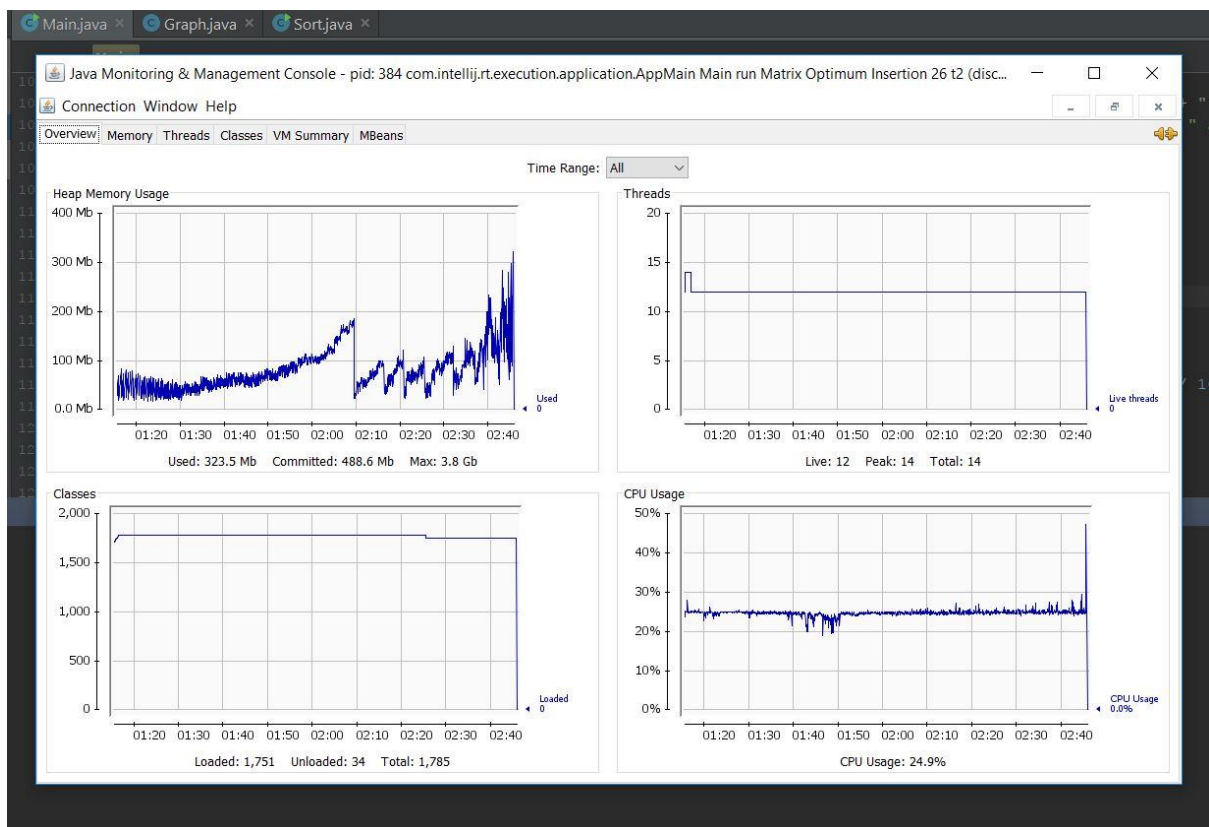 Main.java × Graph.java × Sort.java ×
Java Monitoring & Management Console - pid: 384 com.intellij.rt.execution.application.AppMain Main run Matrix Optimum Insertion 26 t2 (disc...
Connection Window Help
Overview Memory Threads Classes VM Summary MBeans
Time Range: All
Heap Memory Usage
400 Mb
300 Mb
200 Mb
100 Mb
0.0 Mb
Used
0
01:20 01:30 01:40 01:50 02:00 02:10 02:20 02:30 02:40
Used: 323.5 Mb Committed: 488.6 Mb Max: 3.8 Gb
Threads
20
15
10
5
0
Live threads
0
01:20 01:30 01:40 01:50 02:00 02:10 02:20 02:30 02:40
Live: 12 Peak: 14 Total: 14
Classes
2,000
1,500
1,000
500
0
Loaded
0
01:20 01:30 01:40 01:50 02:00 02:10 02:20 02:30 02:40
Loaded: 1,751 Unloaded: 34 Total: 1,785
CPU Usage
50%
40%
30%
20%
10%
0%
CPU Usage
0.0%
01:20 01:30 01:40 01:50 02:00 02:10 02:20 02:30 02:40
CPU Usage: 24.9%